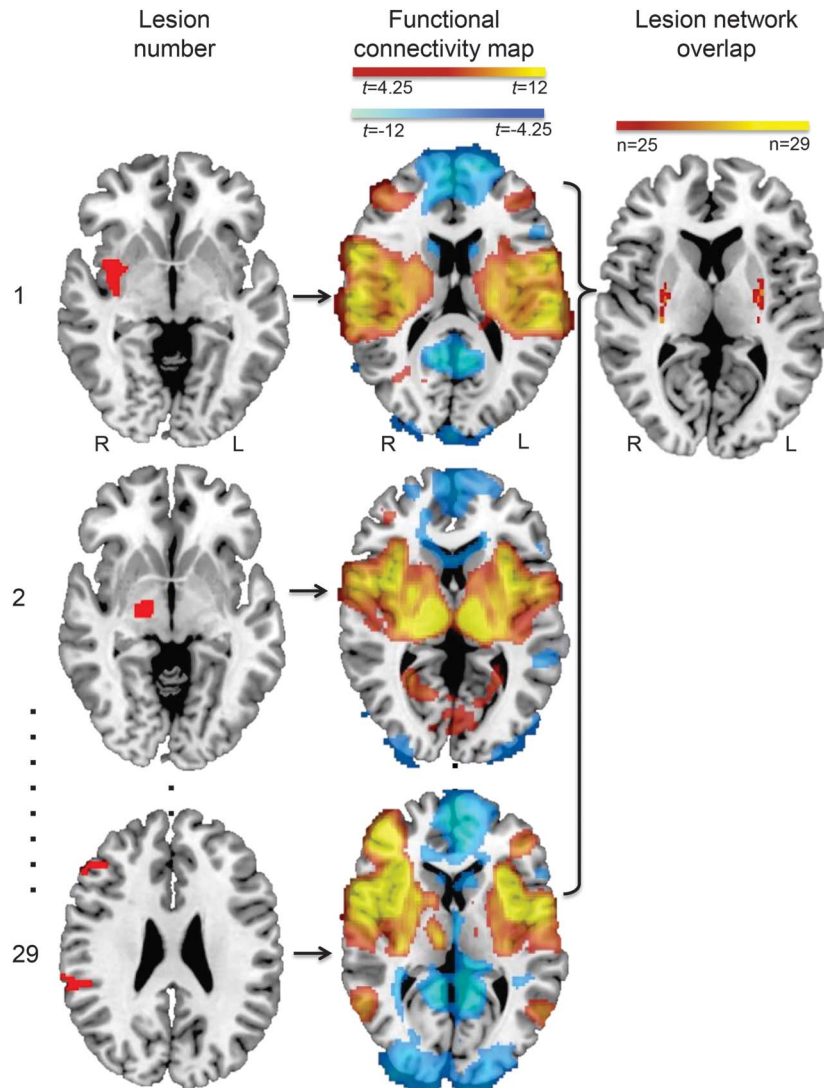 Lesion
number
Functional
connectivity map
Lesion network
overlap
t=4.25 t=12
t=-12 t=-4.25
n=25 n=29
1
R L
R L
R L
2
29